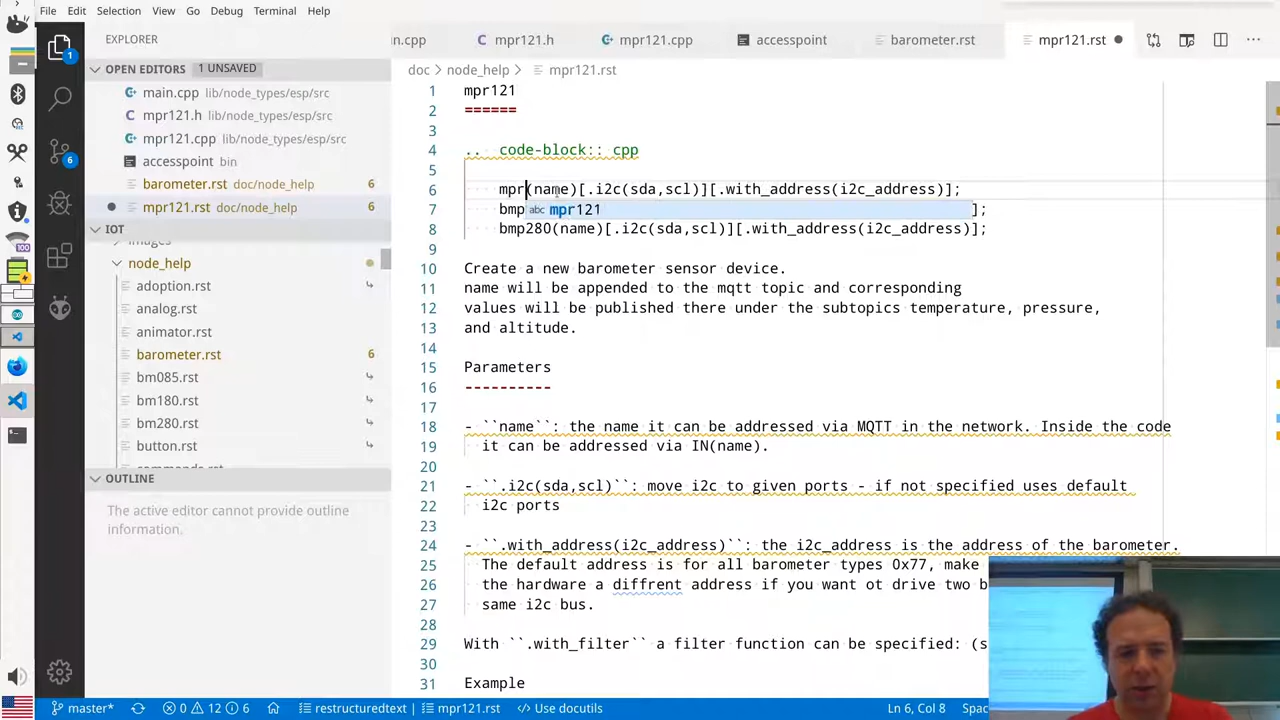 File Edit Selection View Go Debug Terminal Help
EXPLORER
OPEN EDITORS 1 UNSAVED
main.cpp lib/node_types/esp/src
mpr121.h lib/node_types/esp/src
mpr121.cpp lib/node_types/esp/src
accesspoint bin
barometer.rst doc/node_help 6
mpr121.rst doc/node_help 6
IOT
images
node_help
adoption.rst
analog.rst
animator.rst
barometer.rst 6
bm085.rst
bm180.rst
bm280.rst
button.rst
commands.rst
OUTLINE
The active editor cannot provide outline
information.
1
6
100
in.cpp mpr121.h mpr121.cpp accesspoint barometer.rst mpr121.rst
doc node_help mpr121.rst
1 mpr121
2 ======
3
4 .. code-block:: cpp
5
6 mpr(name)[.i2c(sda,scl)][.with_address(i2c_address)];
7 bmp abc mpr121 ];
8 bmp280(name)[.i2c(sda,scl)][.with_address(i2c_address)];
9
10 Create a new barometer sensor device.
11 name will be appended to the mqtt topic and corresponding
12 values will be published there under the subtopics temperature, pressure,
13 and altitude.
14
15 Parameters
16 ----------
17
18 - ``name``: the name it can be addressed via MQTT in the network. Inside the code
19 it can be addressed via IN(name).
20
21 - ``.i2c(sda,scl)``: move i2c to given ports - if not specified uses default
22 i2c ports
23
24 - ``.with_address(i2c_address)``: the i2c_address is the address of the barometer.
25 The default address is for all barometer types 0x77, make
26 the hardware a diffrent address if you want ot drive two b
27 same i2c bus.
28
29 With ``.with_filter`` a filter function can be specified: (s
30
31 Example
master* 0 12 6 restructuredtext mpr121.rst Use docutils Ln 6, Col 8 Spac